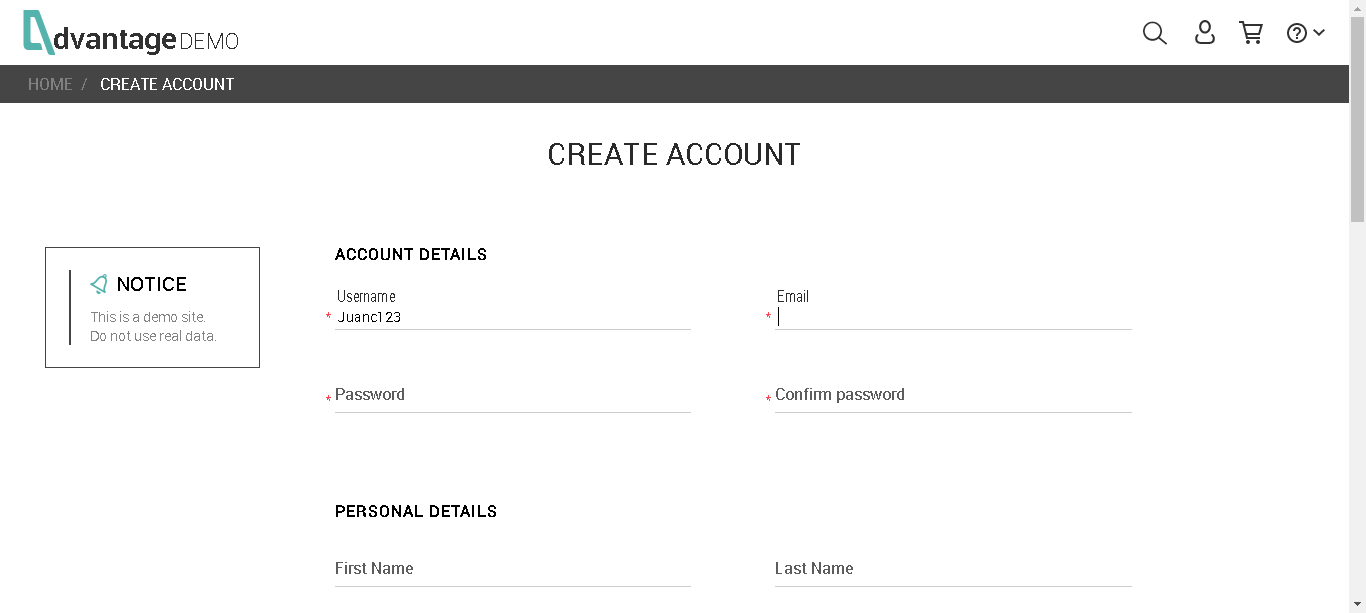 dvantage DEMO
HOME / CREATE ACCOUNT
CREATE ACCOUNT
NOTICE
This is a demo site.
Do not use real data.
ACCOUNT DETAILS
Username
* Juanc123
Email
*
* Password
* Confirm password
PERSONAL DETAILS
First Name
Last Name